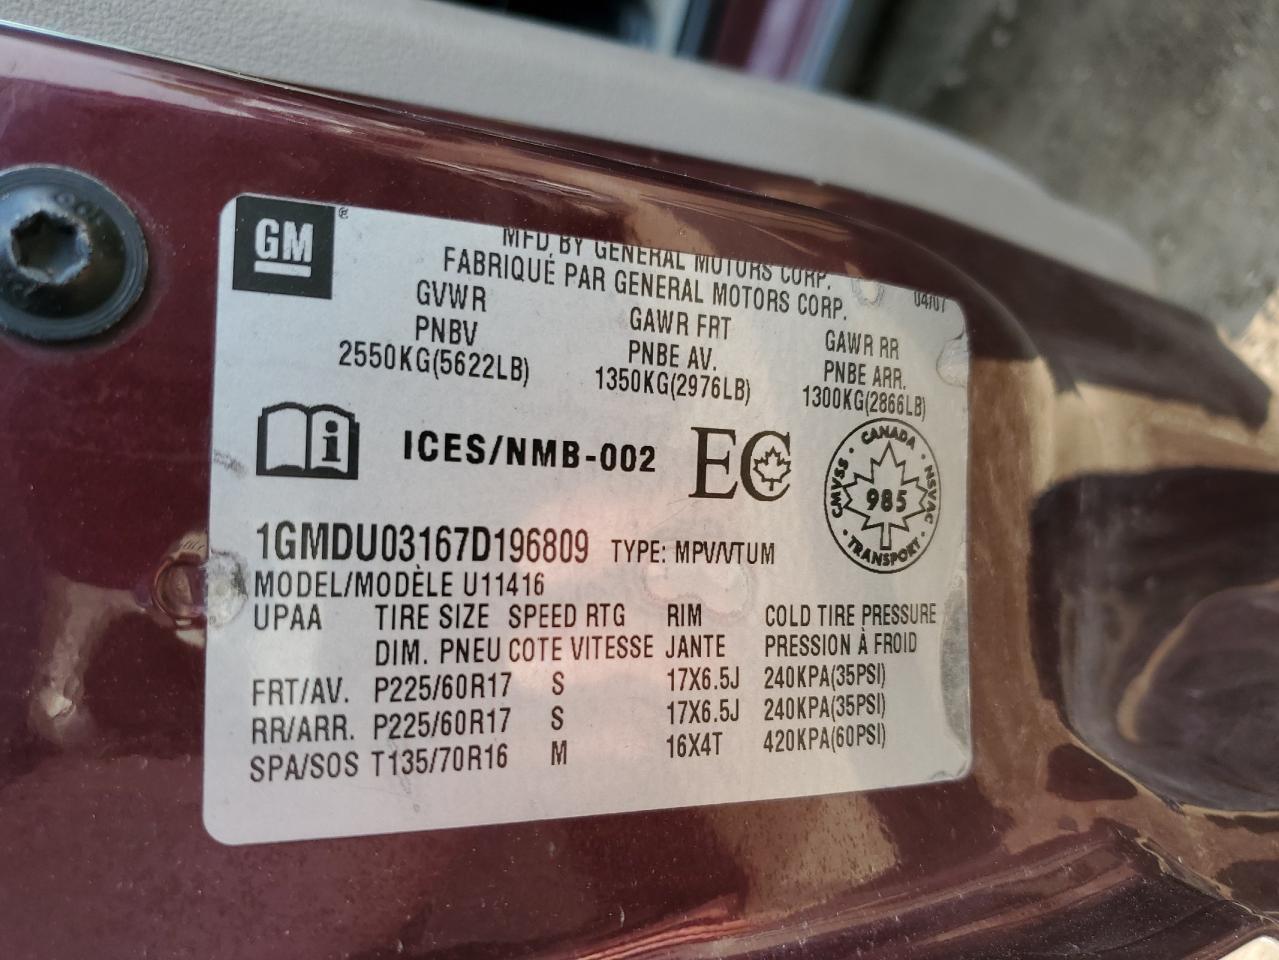 GM ®
MFD BY GENERAL MOTORS CORP. 04/07
FABRIQUÉ PAR GENERAL MOTORS CORP.
GVWR GAWR FRT GAWR RR
PNBV PNBE AV. PNBE ARR.
2550KG(5622LB) 1350KG(2976LB) 1300KG(2866LB)
i ICES/NMB-002 EC
CANADA
CMVSS 985 NSVAC
TRANSPORT
1GMDU03167D196809 TYPE: MPV/VTUM
MODEL/MODÈLE U11416
UPAA TIRE SIZE SPEED RTG RIM COLD TIRE PRESSURE
DIM. PNEU COTE VITESSE JANTE PRESSION À FROID
FRT/AV. P225/60R17 S 17X6.5J 240KPA(35PSI)
RR/ARR. P225/60R17 S 17X6.5J 240KPA(35PSI)
SPA/SOS T135/70R16 M 16X4T 420KPA(60PSI)